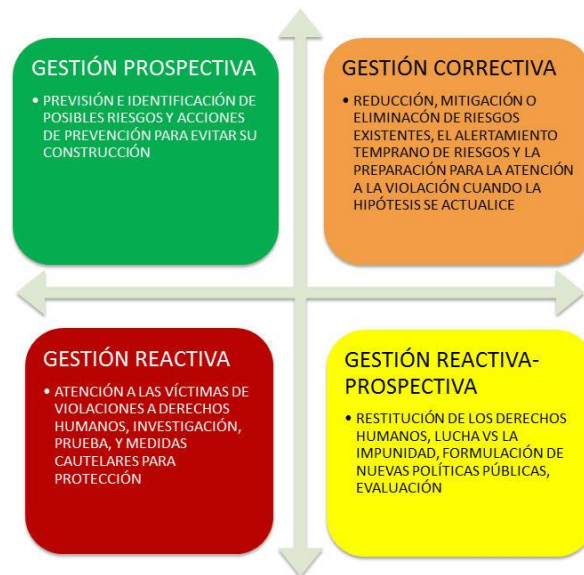 GESTIÓN PROSPECTIVA
• PREVISIÓN E IDENTIFICACIÓN DE
POSIBLES RIESGOS Y ACCIONES
DE PREVENCIÓN PARA EVITAR SU
CONSTRUCCIÓN
GESTIÓN CORRECTIVA
• REDUCCIÓN, MITIGACIÓN O
ELIMINACÓN DE RIESGOS
EXISTENTES, EL ALERTAMIENTO
TEMPRANO DE RIESGOS Y LA
PREPARACIÓN PARA LA ATENCIÓN
A LA VIOLACIÓN CUANDO LA
HIPÓTESIS SE ACTUALICE
GESTIÓN REACTIVA
• ATENCIÓN A LAS VÍCTIMAS DE
VIOLACIONES A DERECHOS
HUMANOS, INVESTIGACIÓN,
PRUEBA, Y MEDIDAS
CAUTELARES PARA
PROTECCIÓN
GESTIÓN REACTIVA-
PROSPECTIVA
• RESTITUCIÓN DE LOS DERECHOS
HUMANOS, LUCHA VS LA
IMPUNIDAD, FORMULACIÓN DE
NUEVAS POLÍTICAS PÚBLICAS,
EVALUACIÓN